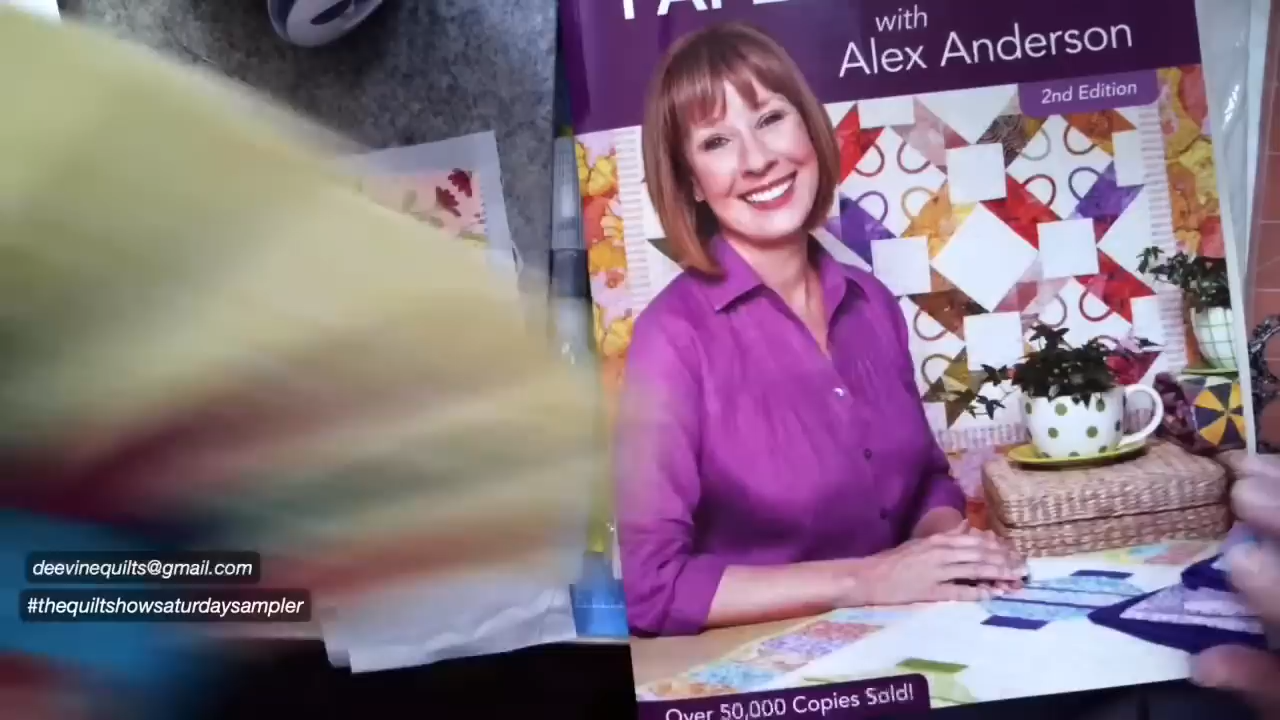 with
Alex Anderson
2nd Edition
deevinequilts@gmail.com
#thequiltshowsaturdaysampler
Over 50,000 Copies Sold!